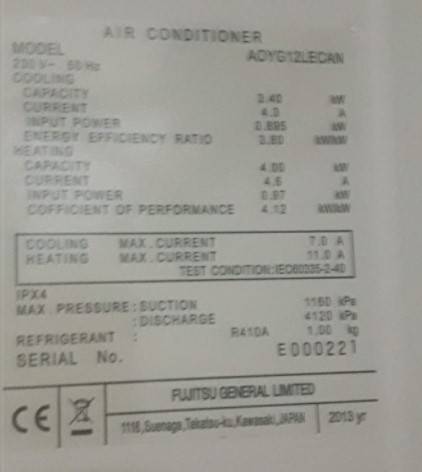 AIR CONDITIONER
MODEL AOYG12LECAN
230 V~ 50 Hz
COOLING
CAPACITY 3.40 kW
CURRENT 4.0 A
INPUT POWER 0.895 kW
ENERGY EFFICIENCY RATIO 3.80 kW/kW
HEATING
CAPACITY 4.00 kW
CURRENT 4.6 A
INPUT POWER 0.97 kW
COFFICIENT OF PERFORMANCE 4.12 kW/kW
COOLING MAX.CURRENT 7.0 A
HEATING MAX.CURRENT 11.0 A
TEST CONDITION:IEC60335-2-40
IPX4
MAX.PRESSURE:SUCTION 1160 kPa
:DISCHARGE 4120 kPa
REFRIGERANT : R410A 1.00 kg
SERIAL No. E000221
FUJITSU GENERAL LIMITED
CE 1116,Suenaga,Takatsu-ku,Kawasaki,JAPAN 2013 yr